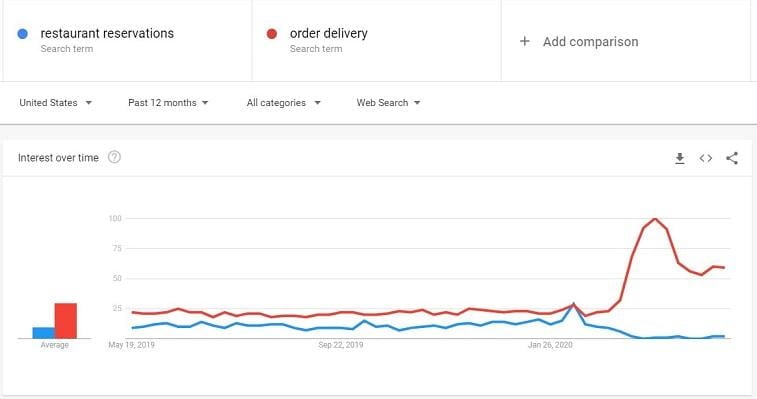 restaurant reservations
Search term
order delivery
Search term
+ Add comparison
United States
Past 12 months
All categories
Web Search
Interest over time ?
100
75
50
25
Average
May 19, 2019
Sep 22, 2019
Jan 26, 2020